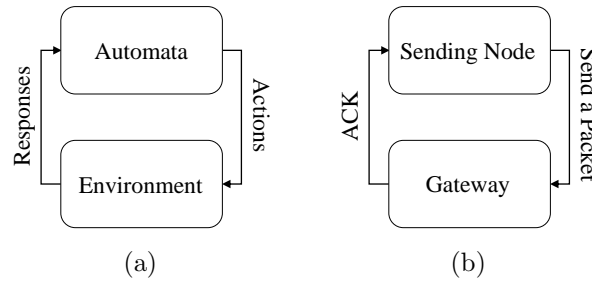 Automata
Responses
Actions
Environment
(a)
Sending Node
ACK
Send a Packet
Gateway
(b)